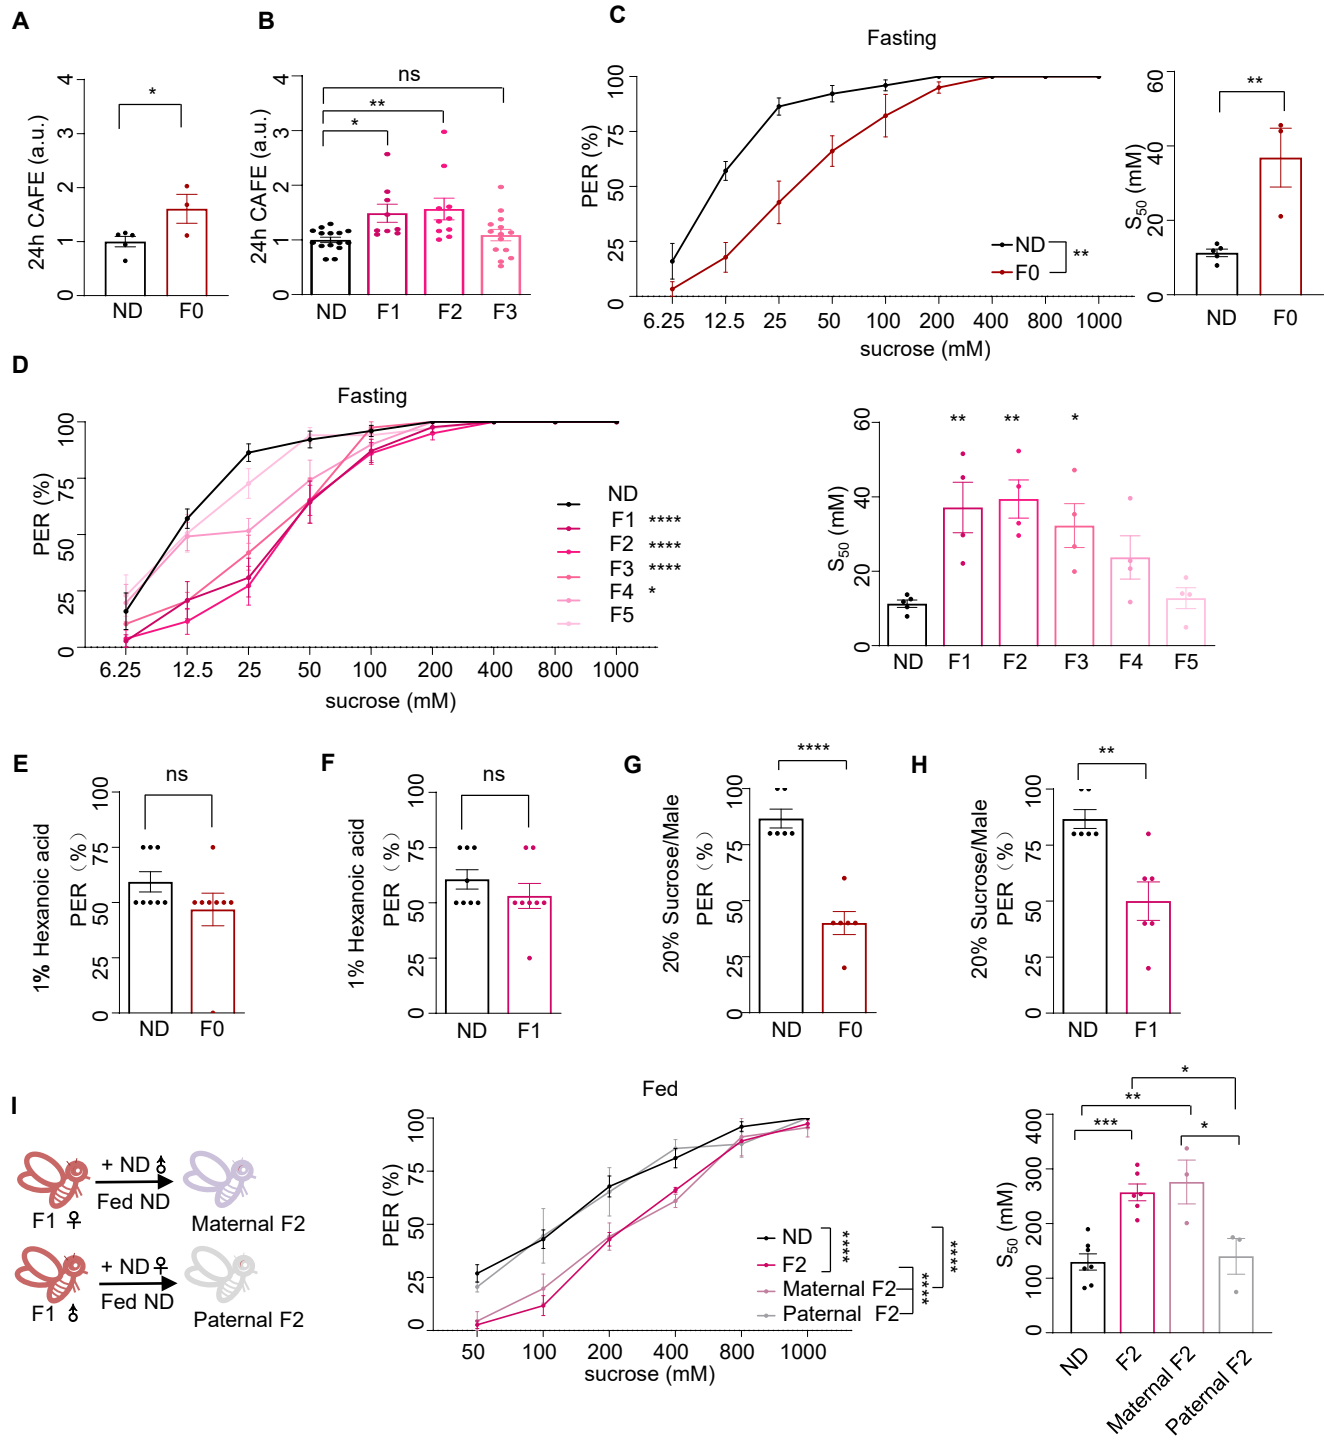 A
24h CAFE (a.u.)
4
3
2
1
0
*
ND F0
B
24h CAFE (a.u.)
4
3
2
1
0
ns
**
*
ND F1 F2 F3
C
Fasting
PER (%)
100
75
50
25
0
ND
F0
**
6.25 12.5 25 50 100 200 400 800 1000
sucrose (mM)
S50 (mM)
60
40
20
0
**
ND F0
D
Fasting
PER (%)
100
75
50
25
0
ND
F1 ****
F2 ****
F3 ****
F4 *
F5
6.25 12.5 25 50 100 200 400 800 1000
sucrose (mM)
S50 (mM)
60
40
20
0
** ** *
ND F1 F2 F3 F4 F5
E
1% Hexanoic acid
PER (%)
100
75
50
25
0
ns
ND F0
F
1% Hexanoic acid
PER (%)
100
75
50
25
0
ns
ND F1
G
20% Sucrose/Male
PER (%)
100
75
50
25
0
****
ND F0
H
20% Sucrose/Male
PER (%)
100
75
50
25
0
**
ND F1
I
+ ND ♂
Fed ND
F1 ♀
Maternal F2
+ ND ♀
Fed ND
F1 ♂
Paternal F2
Fed
PER (%)
100
75
50
25
0
ND
F2
Maternal F2
Paternal F2
****
****
****
50 100 200 400 800 1000
sucrose (mM)
S50 (mM)
400
300
200
100
0
*
**
***
*
ND F2 Maternal F2 Paternal F2